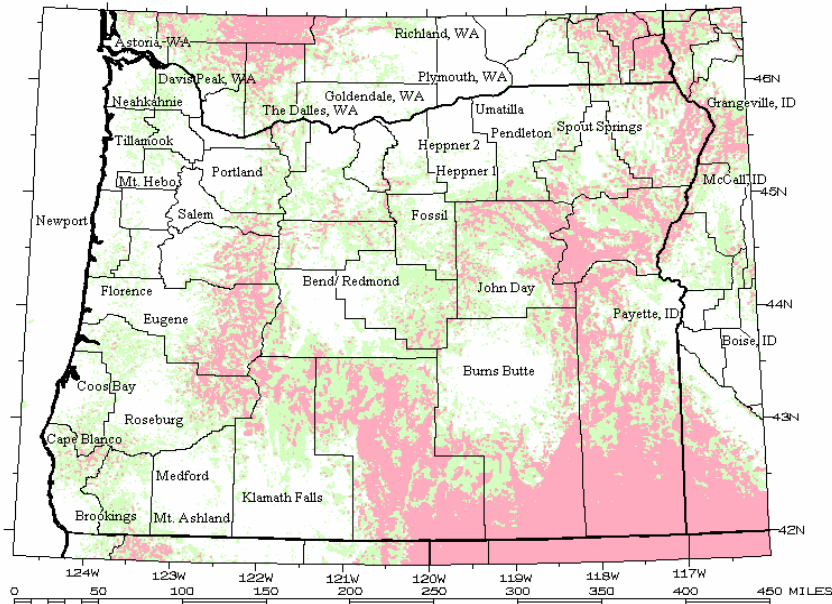 Richland, WA
Astoria, WA
Davis Peak, WA
Plymouth, WA
46N
Goldendale, WA
Neahkahnie
The Dalles, WA
Umatilla
Grangeville, ID
Pendleton
Spout Springs
Tillamook
Heppner 2
Portland
Heppner 1
Mt. Hebo
McCall, ID
45N
Newport
Salem
Fossil
Florence
Bend/ Redmond
John Day
44N
Eugene
Payette, ID
Boise, ID
Burns Butte
Coos Bay
Roseburg
43N
Cape Blanco
Medford
Klamath Falls
Brookings
Mt. Ashland
42N
124W 123W 122W 121W 120W 119W 118W 117W
0 50 100 150 200 250 300 350 400 450 MILES